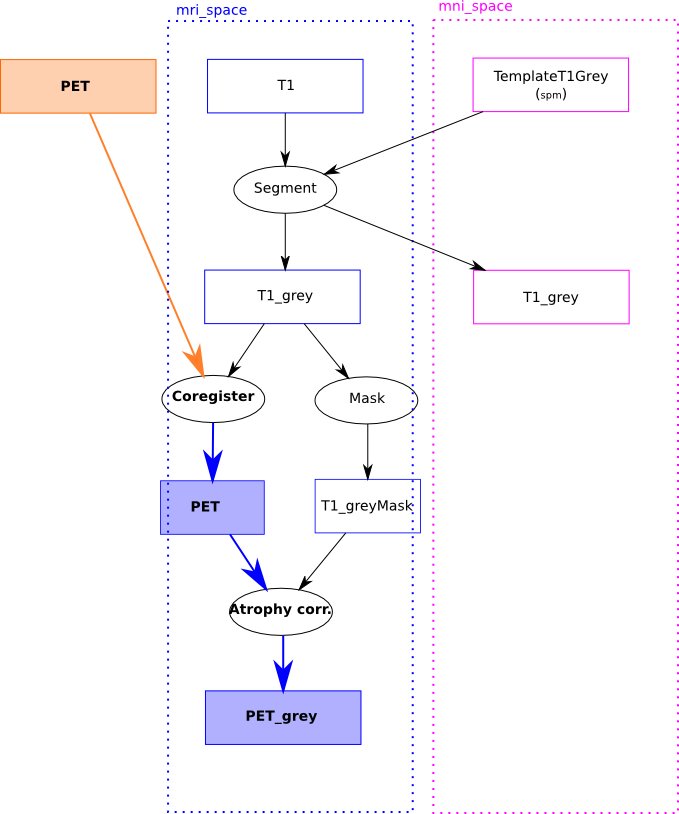 mri_space
mni_space
PET
T1
TemplateT1Grey
(spm)
Segment
T1_grey
T1_grey
Coregister
Mask
PET
T1_greyMask
Atrophy corr.
PET_grey